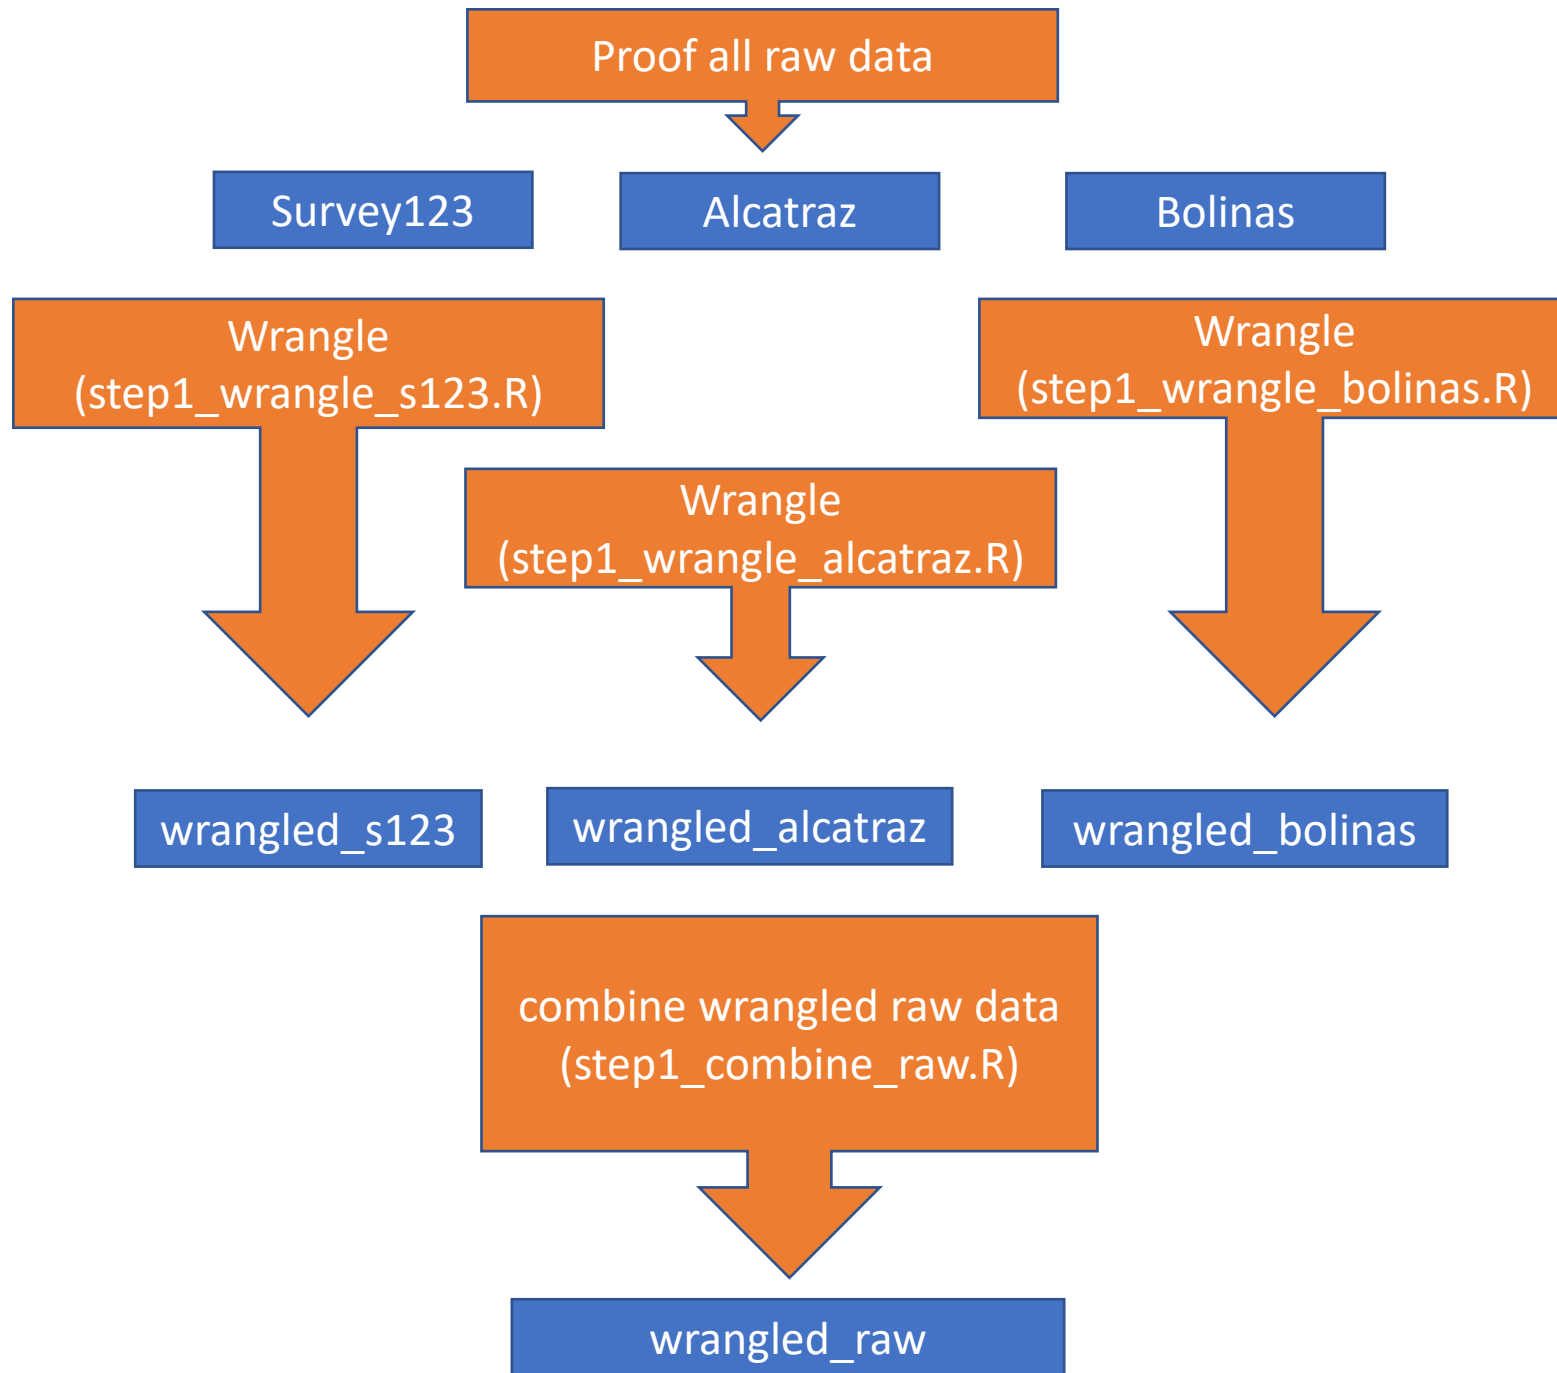 Proof all raw data
Survey123
Alcatraz
Bolinas
Wrangle
(step1_wrangle_s123.R)
Wrangle
(step1_wrangle_bolinas.R)
Wrangle
(step1_wrangle_alcatraz.R)
wrangled_s123
wrangled_alcatraz
wrangled_bolinas
combine wrangled raw data
(step1_combine_raw.R)
wrangled_raw